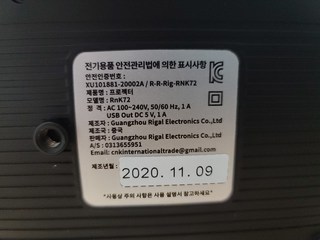 전기용품 안전관리법에 의한 표시사항
안전인증번호 :
XU101881-20002A / R-R-Rig-RNK72
제품명 : 프로젝터
모델명 : RnK72
정 격 : AC 100~240V, 50/60 Hz, 1 A
USB Out DC 5 V, 1 A
제조자 : Guangzhou Rigal Electronics Co.,Ltd
제조국 : 중국
판매자 : Guangzhou Rigal Electronics Co.,Ltd
A/S : 0313655951
Email : cnkinternationaltrade@gmail.com
제조년월 :
2020. 11. 09
*사용상 주의 사항은 사용 설명서 참고하세요*